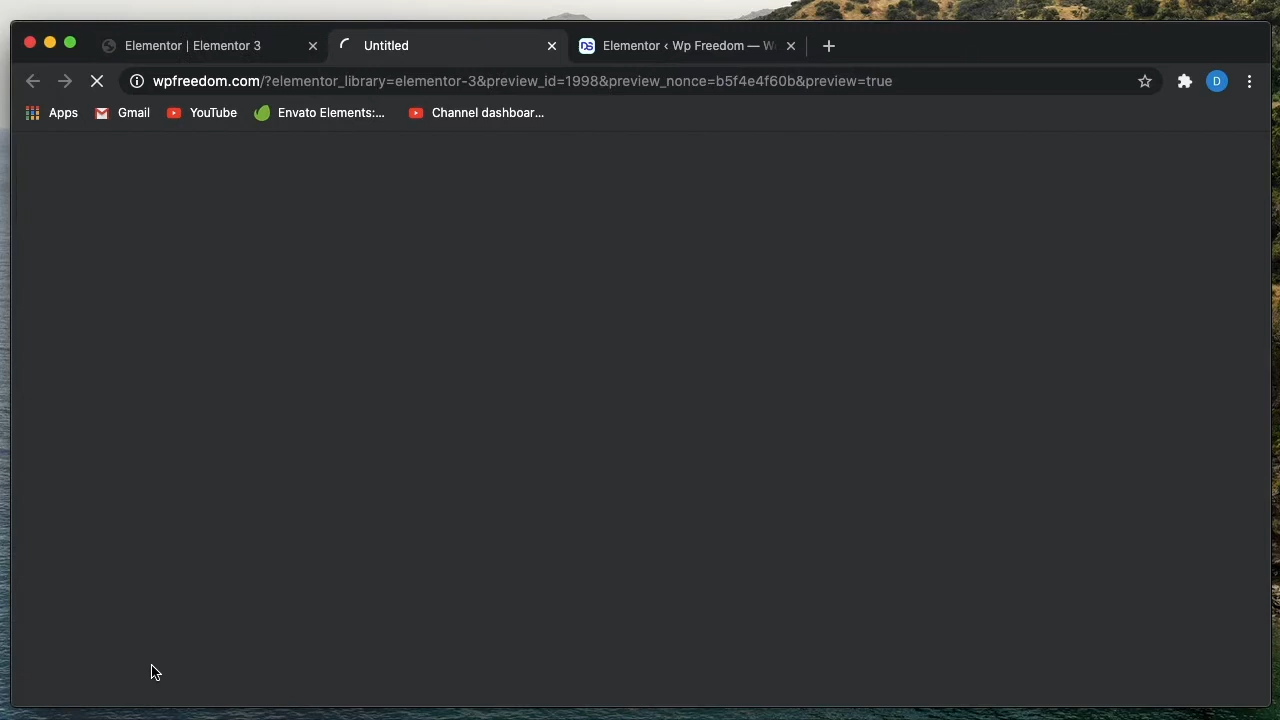 Elementor | Elementor 3
Untitled
Elementor ‹ Wp Freedom —
wpfreedom.com/?elementor_library=elementor-3&preview_id=1998&preview_nonce=b5f4e4f60b&preview=true
D
Apps
Gmail
YouTube
Envato Elements:...
Channel dashboar...